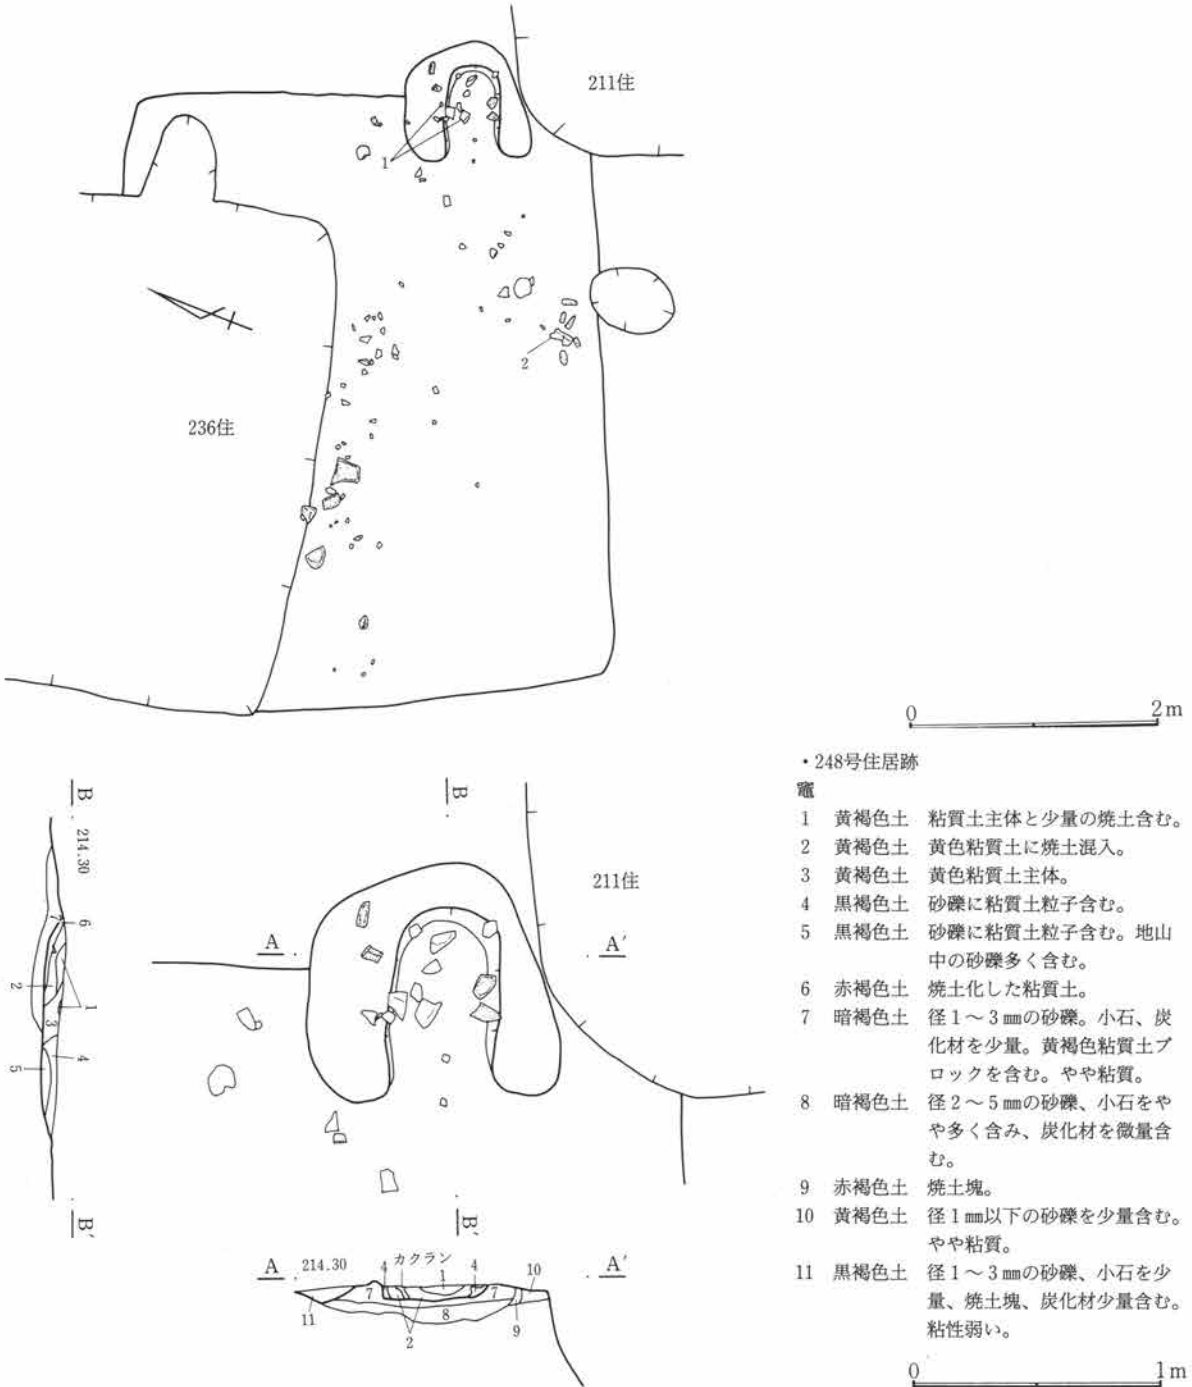 211住
1
2
236住
0 2m
・248号住居跡
竈
1 黄褐色土 粘質土主体と少量の焼土含む。
2 黄褐色土 黄色粘質土に焼土混入。
3 黄褐色土 黄色粘質土主体。
4 黒褐色土 砂礫に粘質土粒子含む。
5 黒褐色土 砂礫に粘質土粒子含む。地山
中の砂礫多く含む。
6 赤褐色土 焼土化した粘質土。
7 暗褐色土 径1～3㎜の砂礫。小石、炭
化材を少量。黄褐色粘質土ブ
ロックを含む。やや粘質。
8 暗褐色土 径2～5㎜の砂礫、小石をや
や多く含み、炭化材を微量含
む。
9 赤褐色土 焼土塊。
10 黄褐色土 径1㎜以下の砂礫を少量含む。
やや粘質。
11 黒褐色土 径1～3㎜の砂礫、小石を少
量、焼土塊、炭化材少量含む。
粘性弱い。
0 1m
B 214.30
7
6
4
2
1
3
4
5
B′
B
211住
A A′
B′
A 214.30 4 カクラン 4 A′
1 10
7 7
11 8 9
2